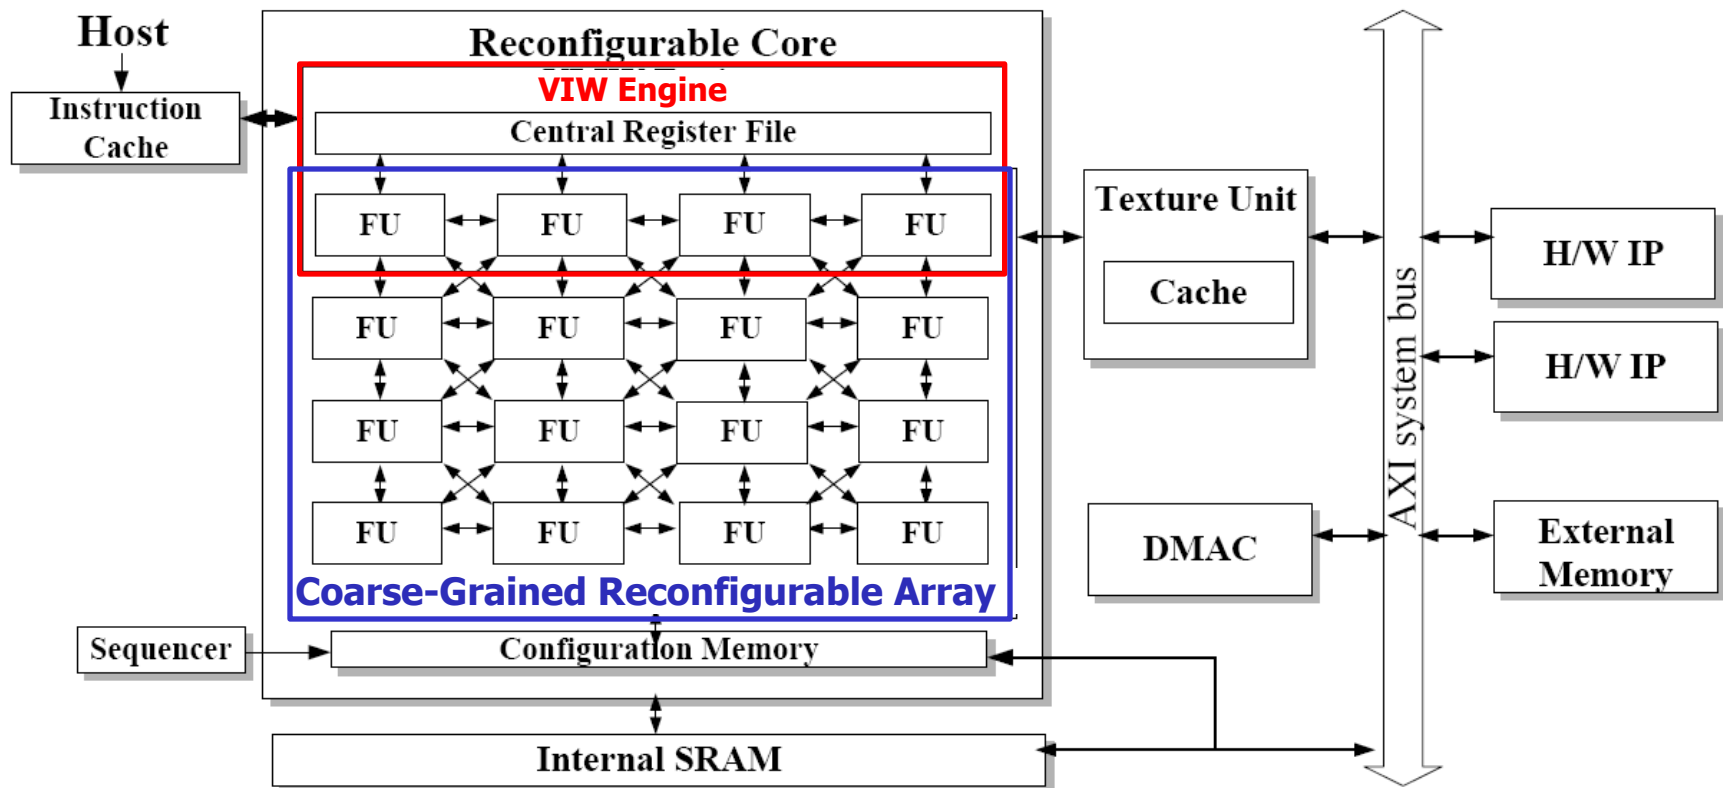 Host
Reconfigurable Core
VIW Engine
Instruction
Cache
Central Register File
FU FU FU FU
Texture Unit
Cache
H/W IP
FU FU FU FU
H/W IP
AXI system bus
FU FU FU FU
FU FU FU FU
DMAC
External
Memory
Coarse-Grained Reconfigurable Array
Sequencer
Configuration Memory
Internal SRAM